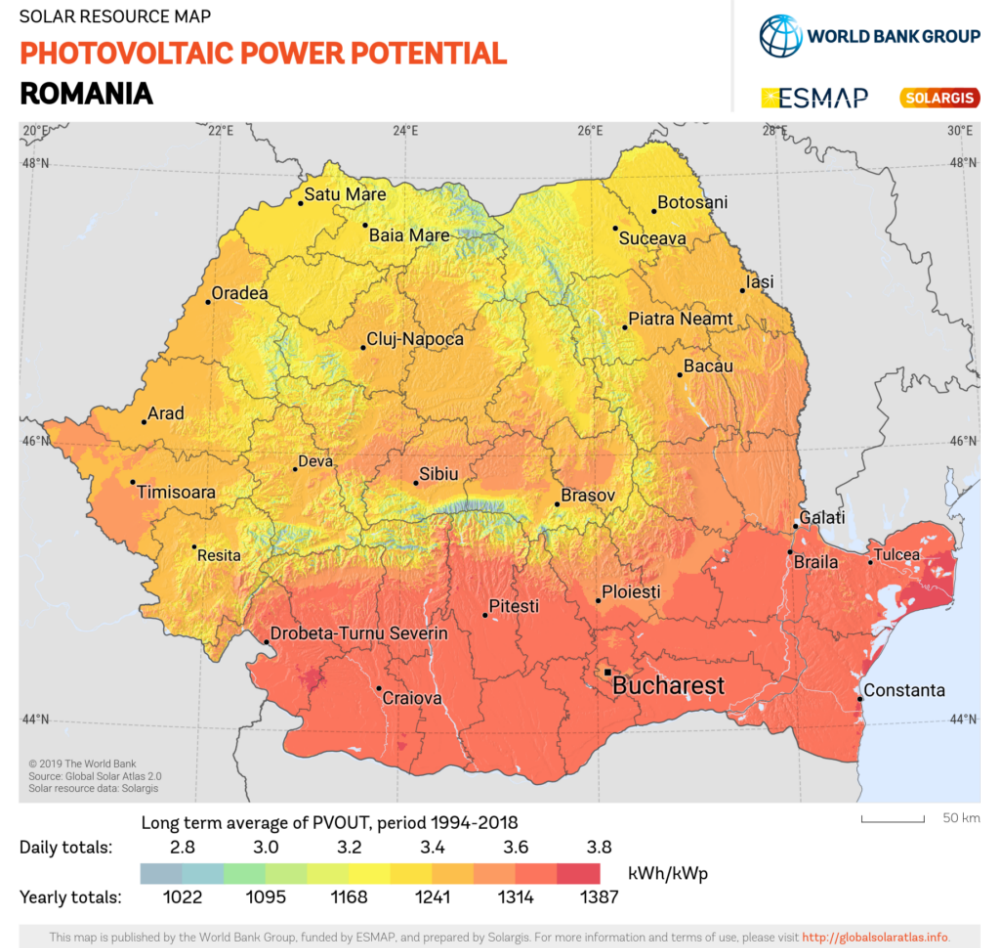 SOLAR RESOURCE MAP
PHOTOVOLTAIC POWER POTENTIAL
ROMANIA
WORLD BANK GROUP
ESMAP
SOLARGIS
20°E 22°E 24°E 26°E 28°E 30°E
48°N 48°N
Satu Mare
Botosani
Baia Mare
Suceava
Iasi
Oradea
Piatra Neamt
Cluj-Napoca
Bacau
Arad
46°N 46°N
Deva
Sibiu
Timisoara
Brasov
Galati
Resita
Tulcea
Braila
Ploiesti
Pitesti
Drobeta-Turnu Severin
Bucharest
Craiova
Constanta
44°N 44°N
© 2019 The World Bank
Source: Global Solar Atlas 2.0
Solar resource data: Solargis
50 km
Long term average of PVOUT, period 1994-2018
Daily totals: 2.8 3.0 3.2 3.4 3.6 3.8
kWh/kWp
Yearly totals: 1022 1095 1168 1241 1314 1387
This map is published by the World Bank Group, funded by ESMAP, and prepared by Solargis. For more information and terms of use, please visit http://globalsolaratlas.info.